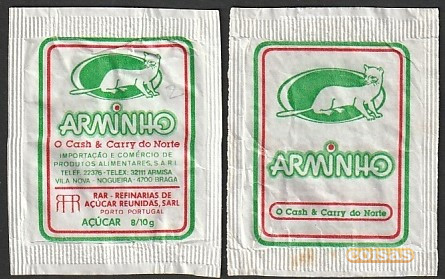 ARMINHO
O Cash & Carry do Norte
IMPORTAÇÃO E COMÉRCIO DE
PRODUTOS ALIMENTARES, S.A.R.L.
TELEF. 22376 - TELEX: 32111 ARMISA
VILA NOVA - NOGUEIRA - 4700 BRAGA
RAR - REFINARIAS DE
AÇÚCAR REUNIDAS, SARL
PORTO PORTUGAL
AÇÚCAR 8/10g
ARMINHO
O Cash & Carry do Norte
coisas